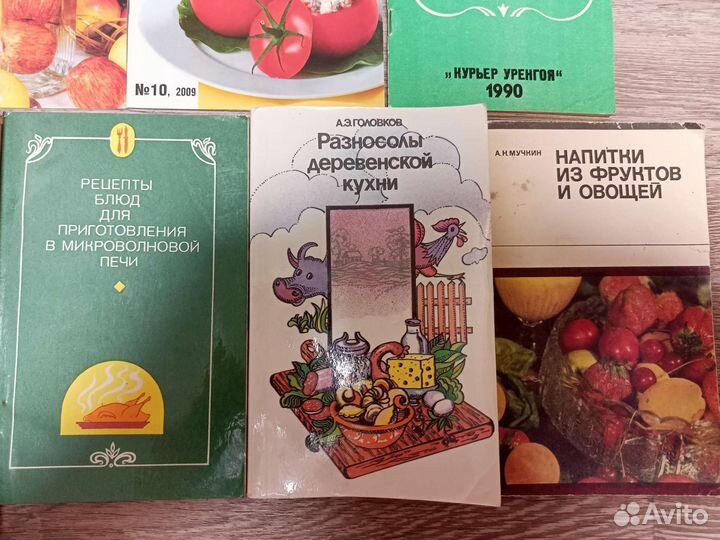 №10, 2009
„КУРЬЕР УРЕНГОЯ"
1990
РЕЦЕПТЫ
БЛЮД
ДЛЯ
ПРИГОТОВЛЕНИЯ
В МИКРОВОЛНОВОЙ
ПЕЧИ
А.Э.ГОЛОВКОВ
Разносолы
деревенской
кухни
А.Н.МУЧКИН
НАПИТКИ
ИЗ ФРУКТОВ
И ОВОЩЕЙ
Avito